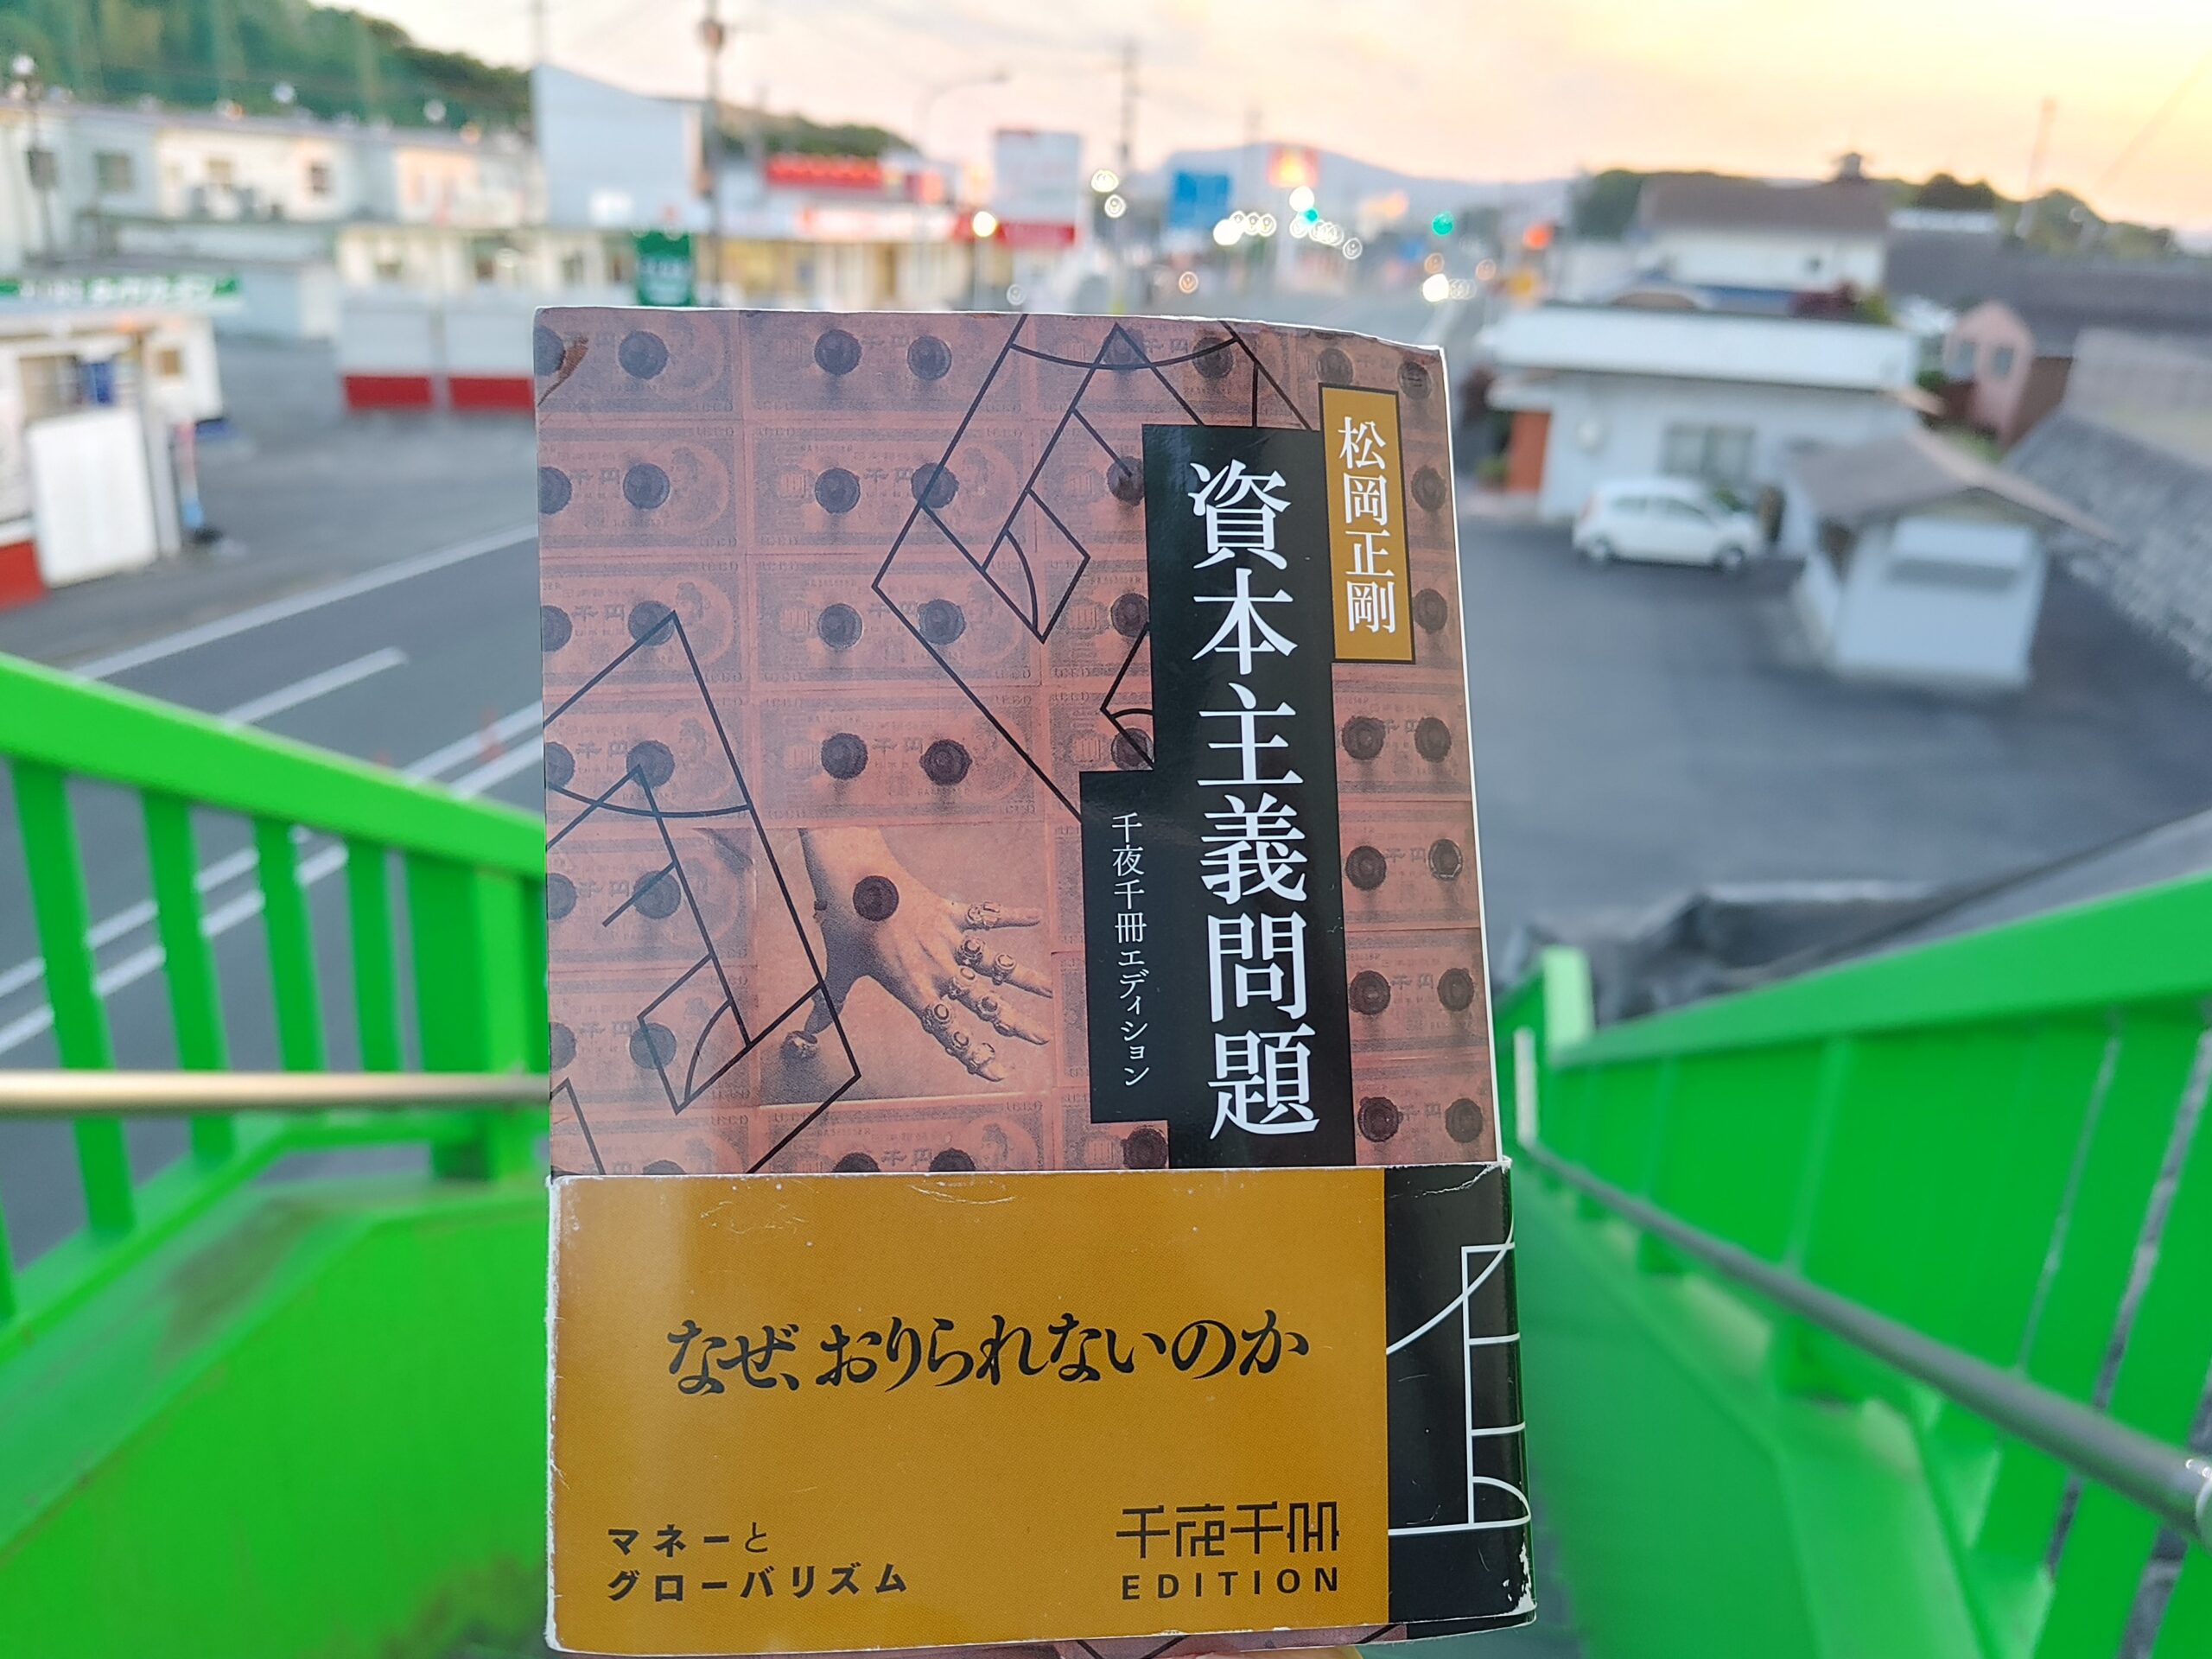 松岡正剛
資本主義問題
千夜千冊エディション
なぜ、おりられないのか
マネーと
グローバリズム
千夜千冊
EDITION